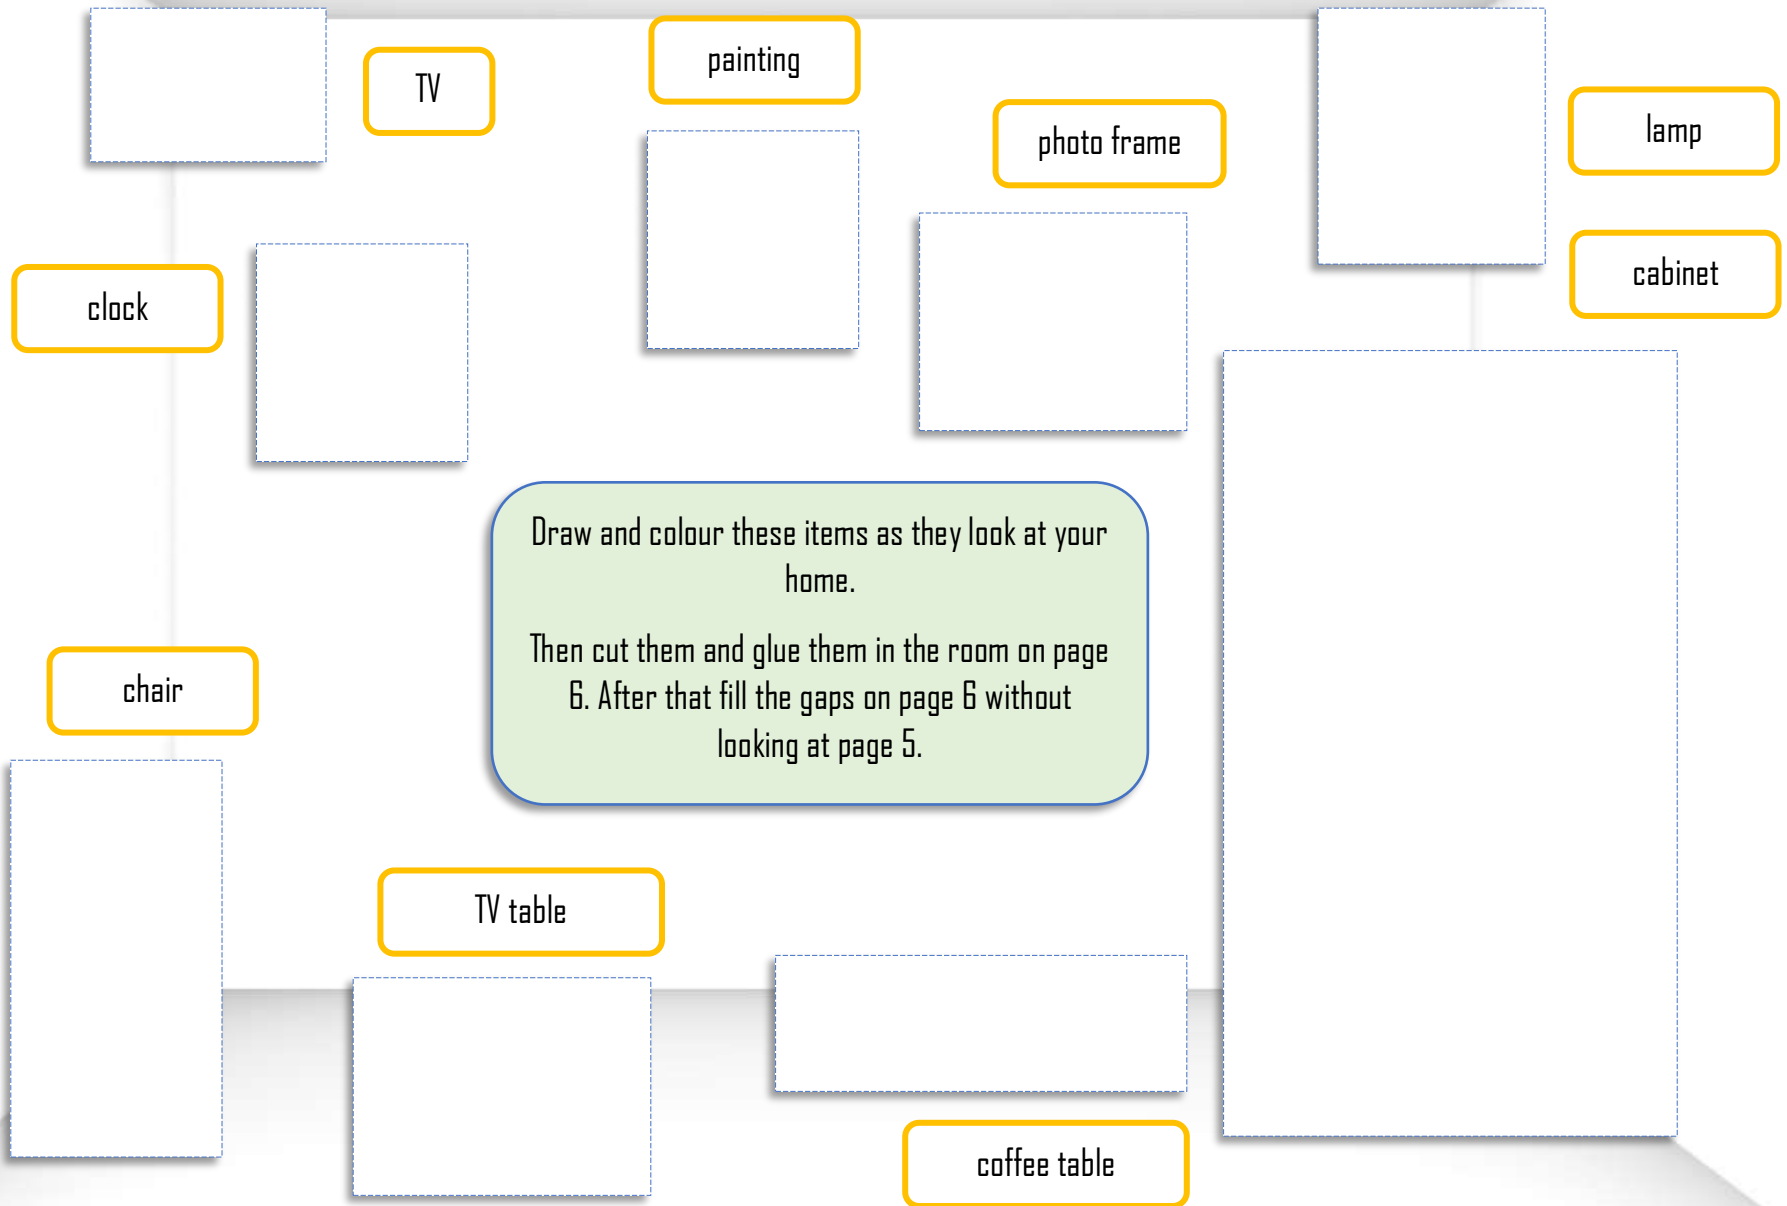 TV
painting
photo frame
lamp
clock
cabinet
Draw and colour these items as they look at your
home.
Then cut them and glue them in the room on page
6. After that fill the gaps on page 6 without
looking at page 5.
chair
TV table
coffee table